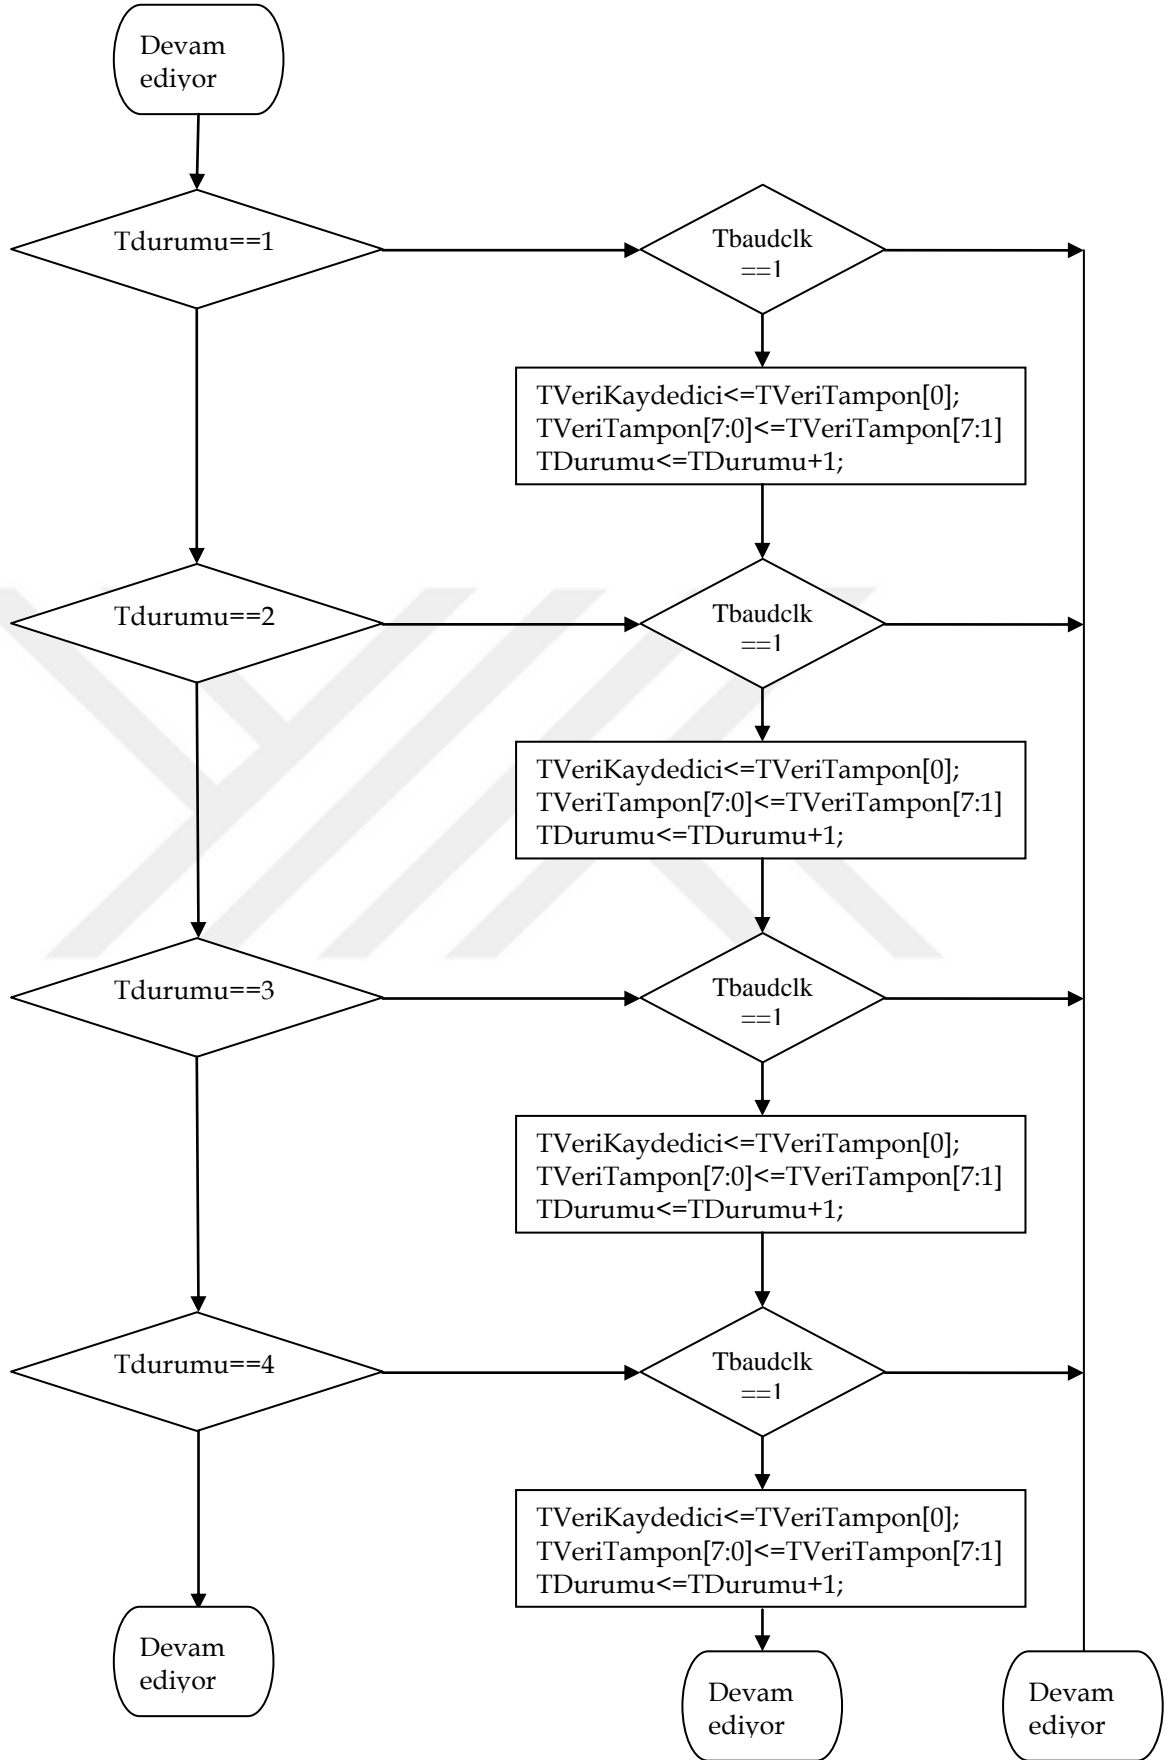 Devam
ediyor
Tdurumu==1
Tbaudclk
==1
TVeriKaydedici<=TVeriTampon[0];
TVeriTampon[7:0]<=TVeriTampon[7:1]
TDurumu<=TDurumu+1;
Tdurumu==2
Tbaudclk
==1
TVeriKaydedici<=TVeriTampon[0];
TVeriTampon[7:0]<=TVeriTampon[7:1]
TDurumu<=TDurumu+1;
Tdurumu==3
Tbaudclk
==1
TVeriKaydedici<=TVeriTampon[0];
TVeriTampon[7:0]<=TVeriTampon[7:1]
TDurumu<=TDurumu+1;
Tdurumu==4
Tbaudclk
==1
TVeriKaydedici<=TVeriTampon[0];
TVeriTampon[7:0]<=TVeriTampon[7:1]
TDurumu<=TDurumu+1;
Devam
ediyor
Devam
ediyor
Devam
ediyor